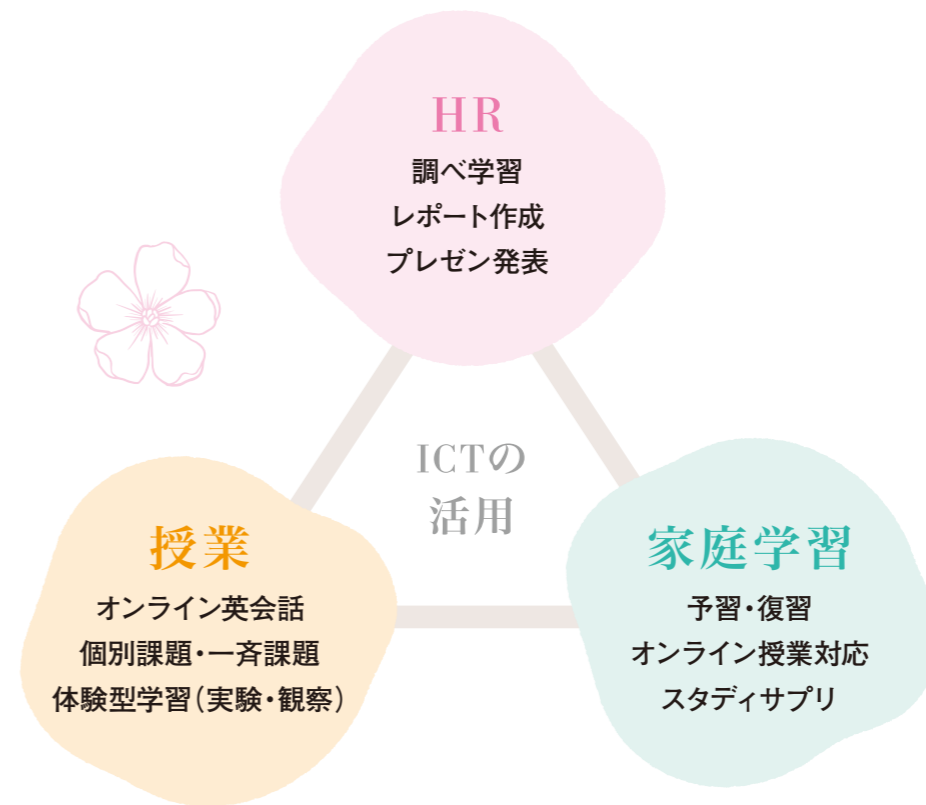 HR
調べ学習
レポート作成
プレゼン発表
ICTの
活用
授業
オンライン英会話
個別課題・一斉課題
体験型学習(実験・観察)
家庭学習
予習・復習
オンライン授業対応
スタディサプリ